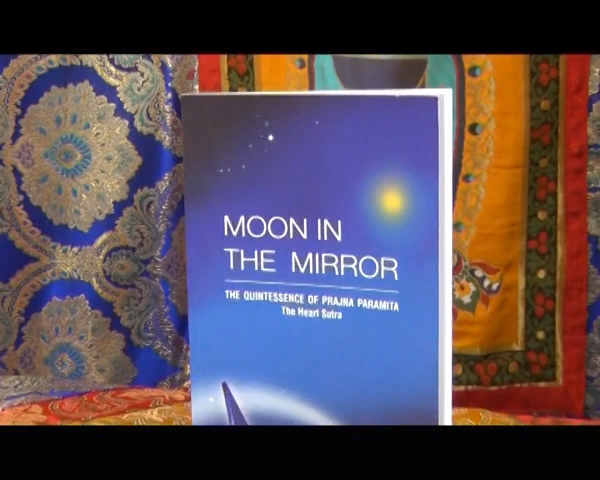 MOON IN
THE MIRROR
THE QUINTESSENCE OF PRAJNA PARAMITA
The Heart Sutra